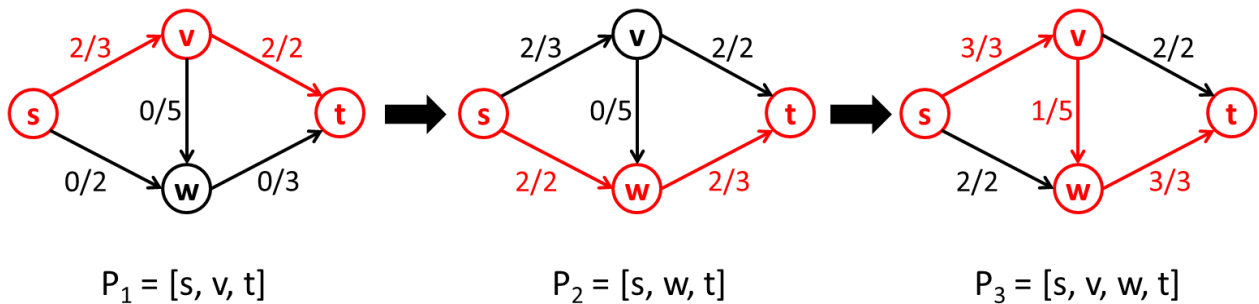 2/3 v 2/2 2/3 v 2/2 3/3 v 2/2
s 0/5 t s 0/5 t s 1/5 t
0/2 w 0/3 2/2 w 2/3 2/2 w 3/3
P1 = [s, v, t] P2 = [s, w, t] P3 = [s, v, w, t]